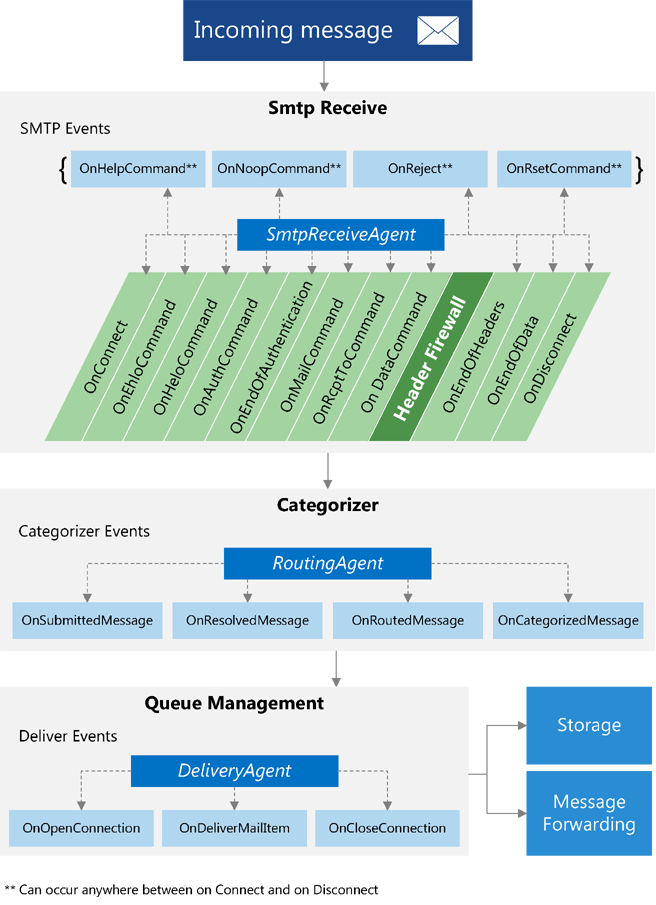 Incoming message
Smtp Receive
SMTP Events
{ OnHelpCommand** OnNoopCommand** OnReject** OnRsetCommand** }
SmtpReceiveAgent
OnConnect
OnEhloCommand
OnHeloCommand
OnAuthCommand
OnEndOfAuthentication
OnMailCommand
OnRcptToCommand
On DataCommand
Header Firewall
OnEndOfHeaders
OnEndOfData
OnDisconnect
Categorizer
Categorizer Events
RoutingAgent
OnSubmittedMessage OnResolvedMessage OnRoutedMessage OnCategorizedMessage
Queue Management
Deliver Events
DeliveryAgent
OnOpenConnection OnDeliverMailItem OnCloseConnection
Storage
Message
Forwarding
** Can occur anywhere between on Connect and on Disconnect